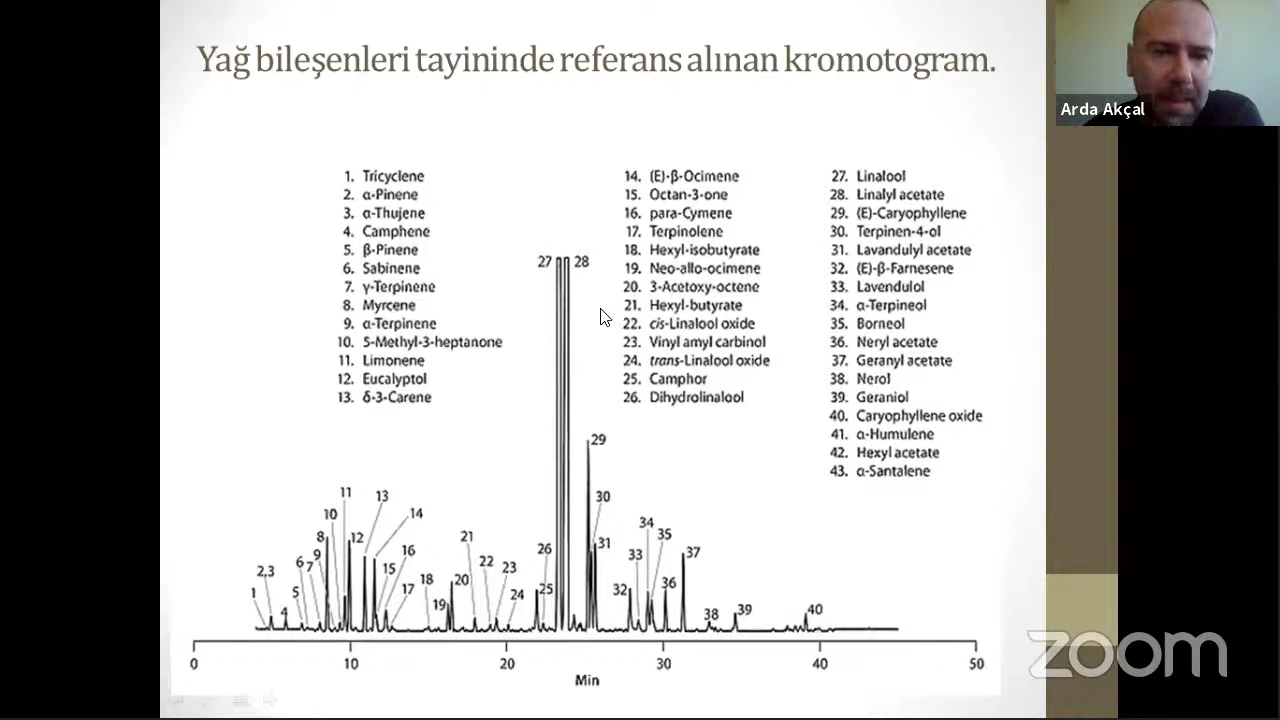 Yağ bileşenleri tayininde referans alınan kromotogram.
Arda Akçal
1. Tricyclene
2. α-Pinene
3. α-Thujene
4. Camphene
5. β-Pinene
6. Sabinene
7. γ-Terpinene
8. Myrcene
9. α-Terpinene
10. 5-Methyl-3-heptanone
11. Limonene
12. Eucalyptol
13. δ-3-Carene
14. (E)-β-Ocimene
15. Octan-3-one
16. para-Cymene
17. Terpinolene
18. Hexyl-isobutyrate
19. Neo-allo-ocimene
20. 3-Acetoxy-octene
21. Hexyl-butyrate
22. cis-Linalool oxide
23. Vinyl amyl carbinol
24. trans-Linalool oxide
25. Camphor
26. Dihydrolinalool
27. Linalool
28. Linalyl acetate
29. (E)-Caryophyllene
30. Terpinen-4-ol
31. Lavandulyl acetate
32. (E)-β-Farnesene
33. Lavendulol
34. α-Terpineol
35. Borneol
36. Neryl acetate
37. Geranyl acetate
38. Nerol
39. Geraniol
40. Caryophyllene oxide
41. α-Humulene
42. Hexyl acetate
43. α-Santalene
1
2,3
4
5
6
7
8
9
10
11
12
13
14
15
16
17
18
19
20
21
22
23
24
25
26
27
28
29
30
31
32
33
34
35
36
37
38
39
40
0 10 20 30 40 50
Min
zoom